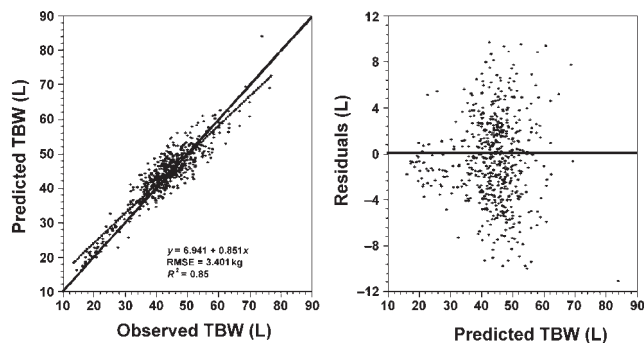 90
80
70
60
50
40
30
20
10
Predicted TBW (L)
y = 6.941 + 0.851x
RMSE = 3.401 kg
R² = 0.85
10 20 30 40 50 60 70 80 90
Observed TBW (L)
12
8
4
0
−4
−8
−12
Residuals (L)
10 20 30 40 50 60 70 80 90
Predicted TBW (L)